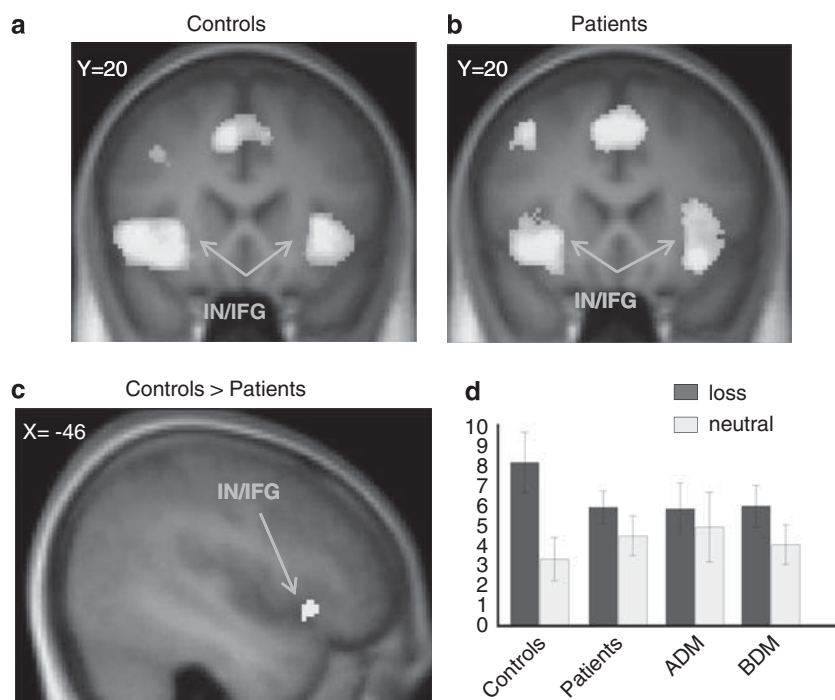 a
Controls
Y=20
IN/IFG
b
Patients
Y=20
IN/IFG
c
Controls > Patients
X= -46
IN/IFG
d
loss
neutral
10
9
8
7
6
5
4
3
2
1
0
Controls
Patients
ADM
BDM